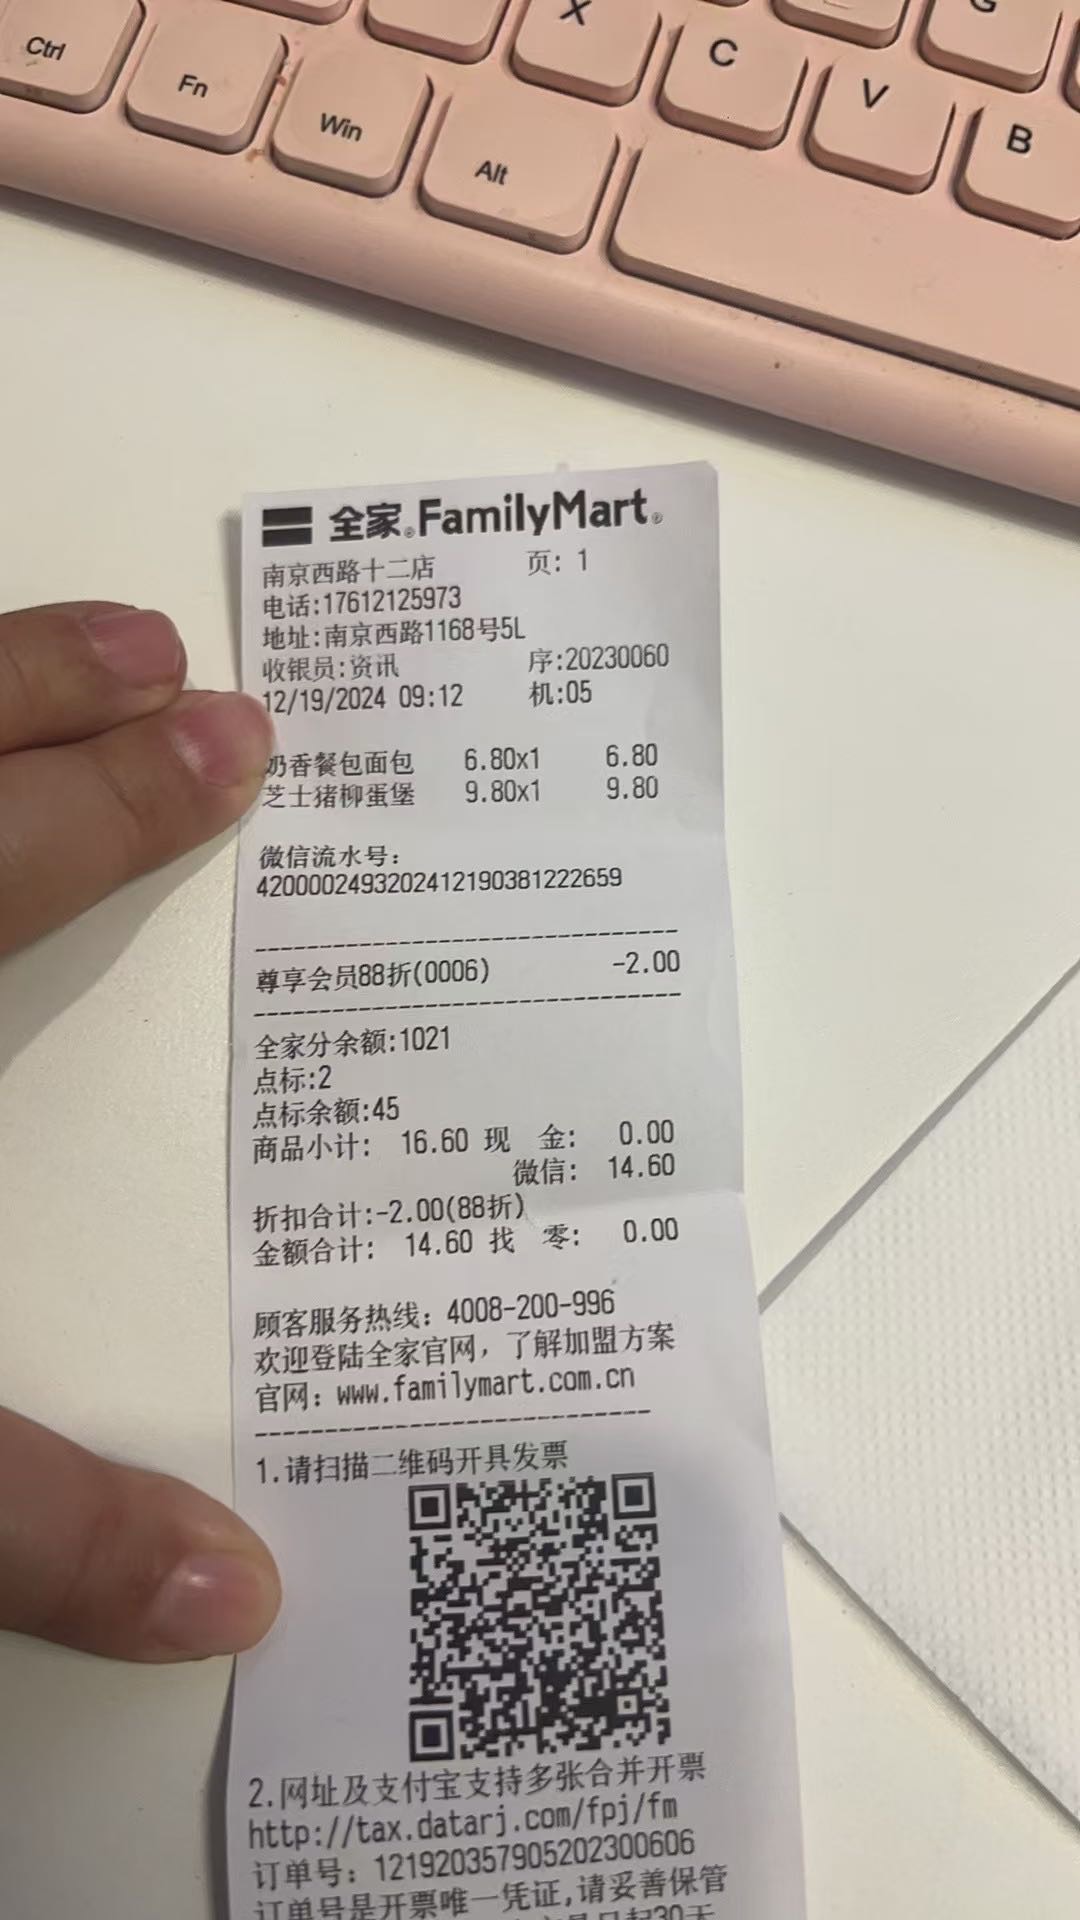 Ctrl
Fn
Win
Alt
X
C
V
B
G
全家®FamilyMart®
南京西路十二店 页: 1
电话:17612125973
地址:南京西路1168号5L
收银员:资讯 序:20230060
12/19/2024 09:12 机:05
奶香餐包面包 6.80x1 6.80
芝士猪柳蛋堡 9.80x1 9.80
微信流水号:
4200002493202412190381222659
尊享会员88折(0006) -2.00
全家分余额:1021
点标:2
点标余额:45
商品小计: 16.60 现 金: 0.00
微信: 14.60
折扣合计:-2.00(88折)
金额合计: 14.60 找 零: 0.00
顾客服务热线: 4008-200-996
欢迎登陆全家官网, 了解加盟方案
官网: www.familymart.com.cn
1.请扫描二维码开具发票
2.网址及支付宝支持多张合并开票
http://tax.datarj.com/fpj/fm
订单号: 121920357905202300606
订单号是开票唯一凭证,请妥善保管